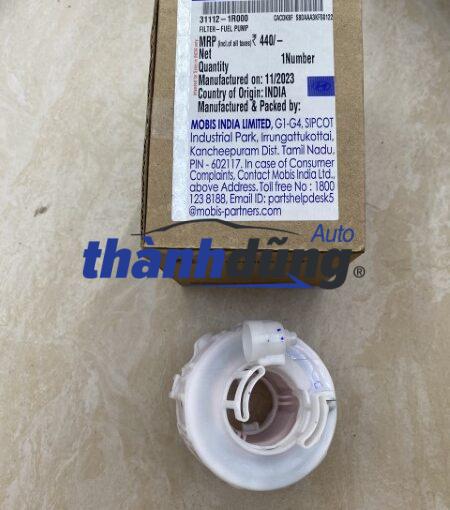 31112-1R000
FILTER-FUEL PUMP
MRP (incl.of all taxes) ₹ 440/-
Net
Quantity 1Number
Manufactured on: 11/2023
Country of Origin: INDIA
Manufactured & Packed by:
MOBIS INDIA LIMITED, G1-G4, SIPCOT
Industrial Park, Irrungattukottai,
Kancheepuram Dist. Tamil Nadu,
PIN - 602117. In case of Consumer
Complaints, Contact Mobis India Ltd.,
above Address. Toll free No : 1800
123 8188, Email ID: partshelpdesk5
@mobis-partners.com
Auto
thànhdũng®